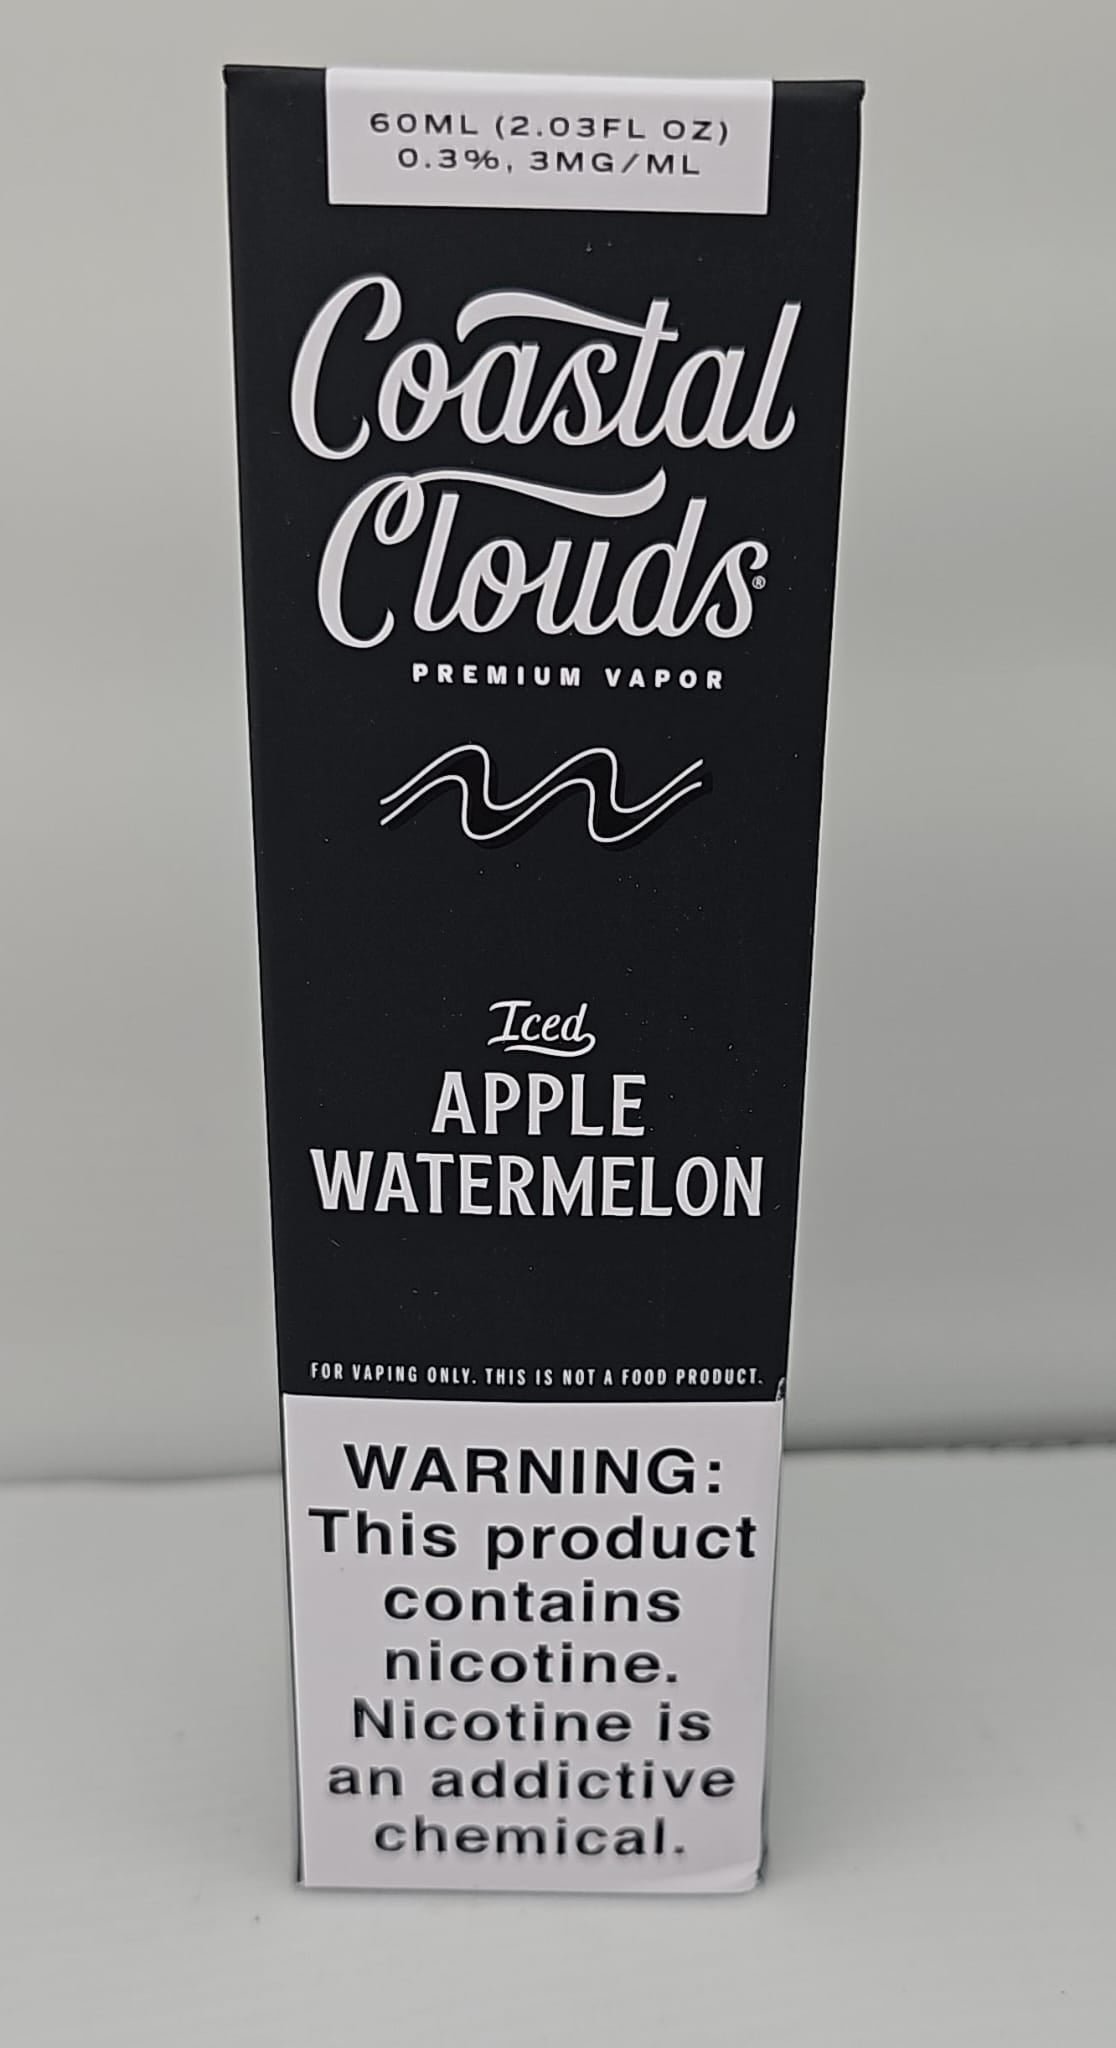 60ML (2.03FL OZ)
0.3%, 3MG/ML
Coastal
Clouds®
PREMIUM VAPOR
Iced
APPLE
WATERMELON
FOR VAPING ONLY. THIS IS NOT A FOOD PRODUCT.
WARNING:
This product
contains
nicotine.
Nicotine is
an addictive
chemical.